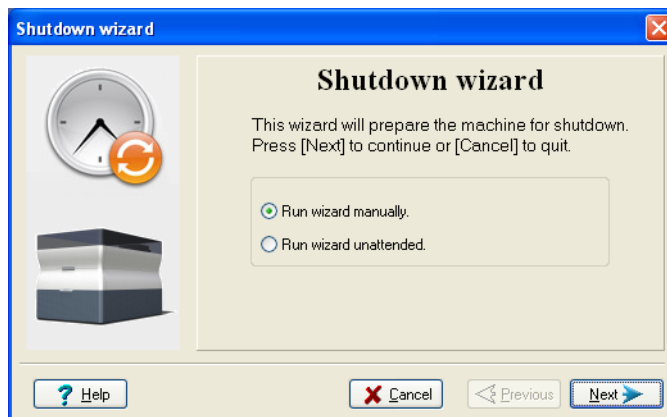 Shutdown wizard
Shutdown wizard
This wizard will prepare the machine for shutdown.
Press [Next] to continue or [Cancel] to quit.
Run wizard manually.
Run wizard unattended.
Help
Cancel
Previous
Next